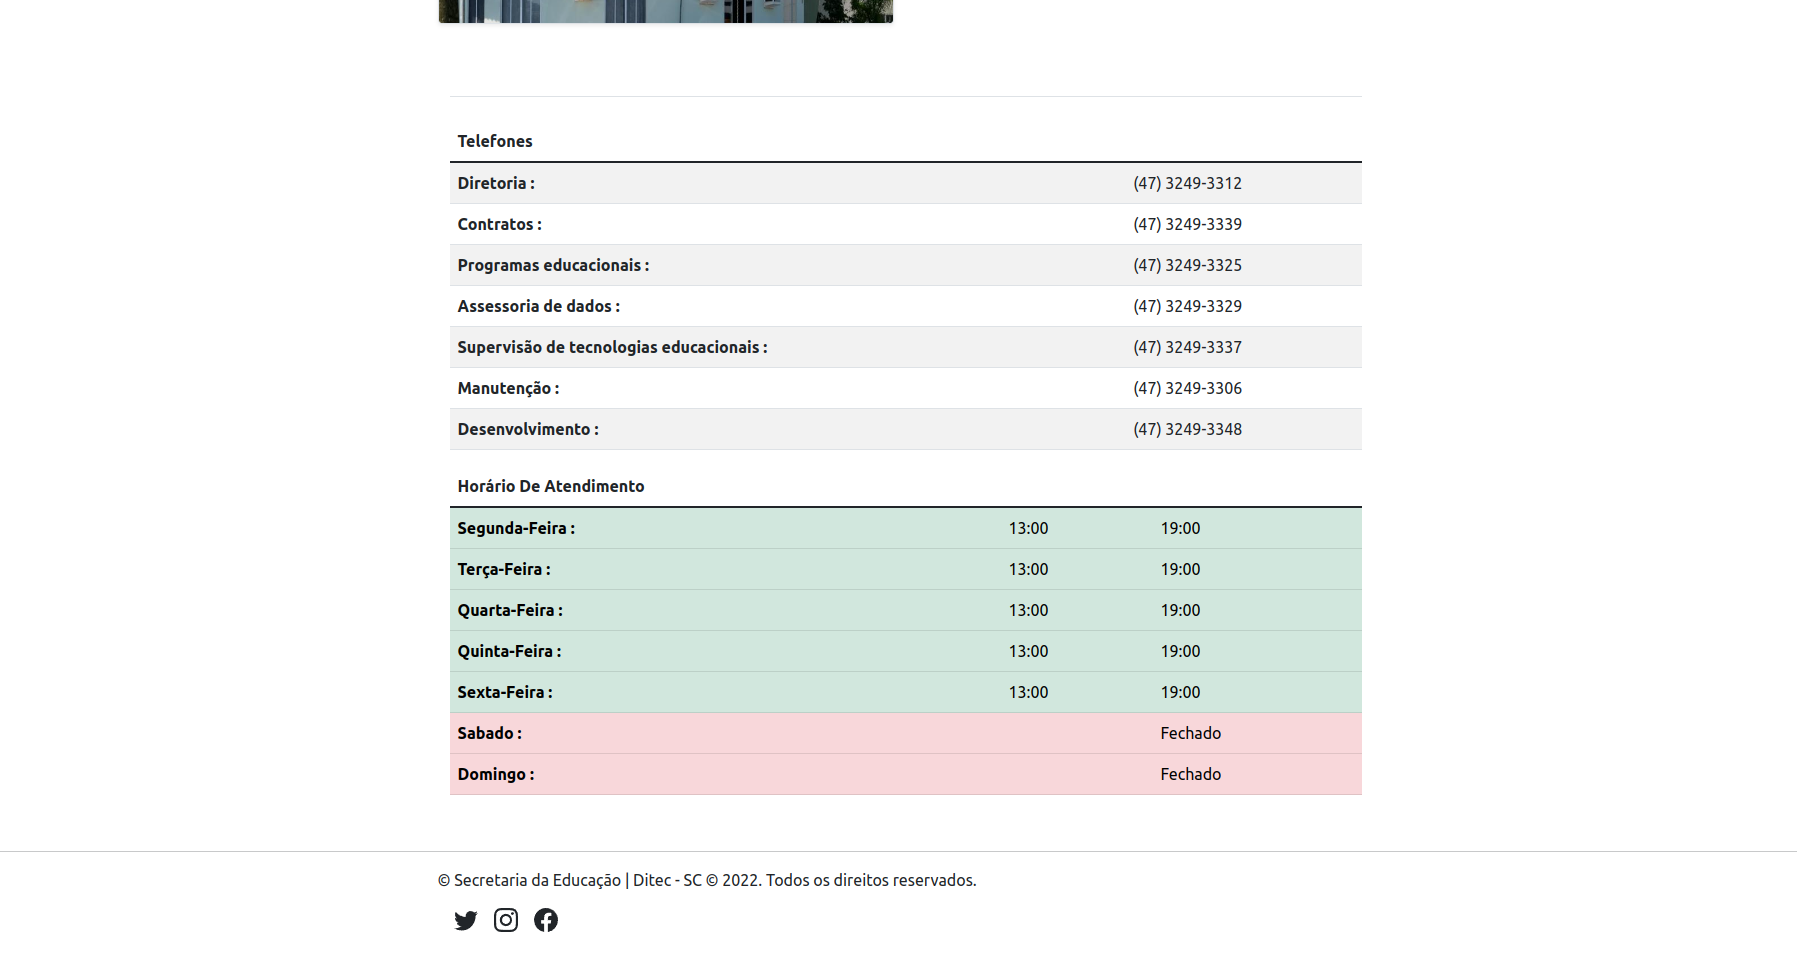 Telefones
Diretoria : (47) 3249-3312
Contratos : (47) 3249-3339
Programas educacionais : (47) 3249-3325
Assessoria de dados : (47) 3249-3329
Supervisão de tecnologias educacionais : (47) 3249-3337
Manutenção : (47) 3249-3306
Desenvolvimento : (47) 3249-3348
Horário De Atendimento
Segunda-Feira : 13:00 19:00
Terça-Feira : 13:00 19:00
Quarta-Feira : 13:00 19:00
Quinta-Feira : 13:00 19:00
Sexta-Feira : 13:00 19:00
Sabado : Fechado
Domingo : Fechado
© Secretaria da Educação | Ditec - SC © 2022. Todos os direitos reservados.